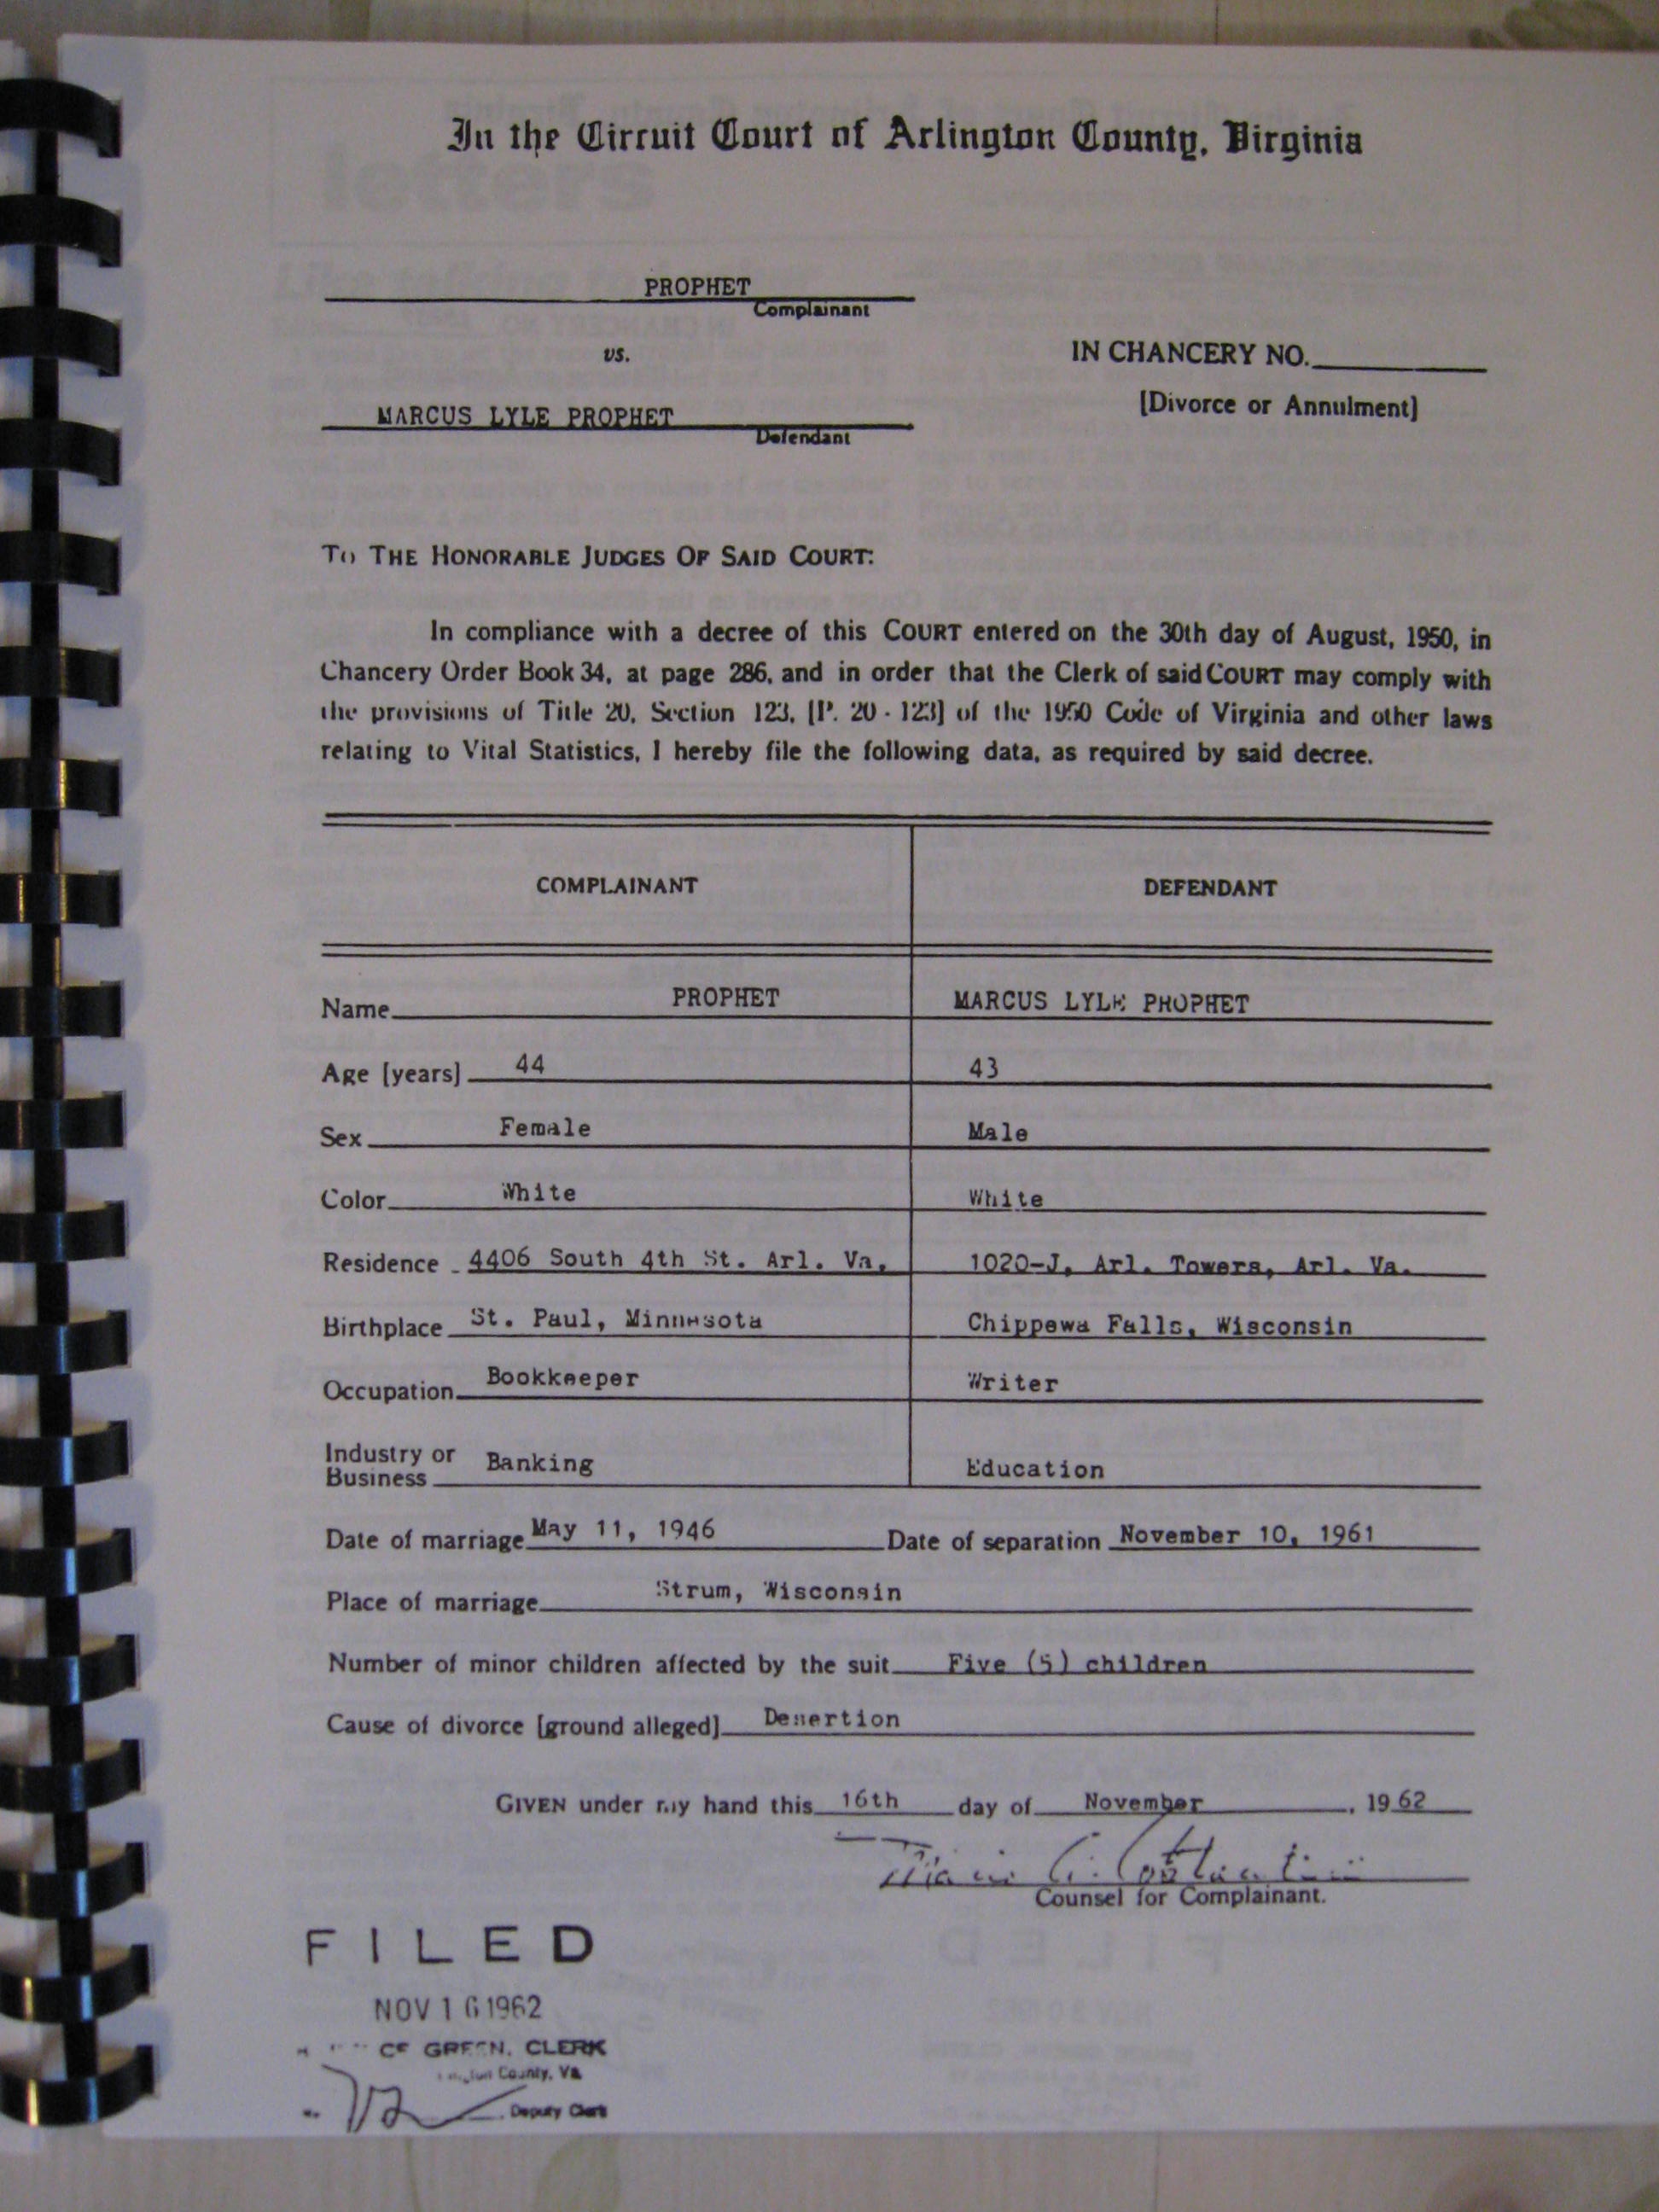 In the Circuit Court of Arlington County, Virginia
PROPHET
Complainant
vs.
IN CHANCERY NO.
[Divorce or Annulment]
MARCUS LYLE PROPHET
Defendant
TO THE HONORABLE JUDGES OF SAID COURT:
In compliance with a decree of this COURT entered on the 30th day of August, 1950, in
Chancery Order Book 34, at page 286, and in order that the Clerk of said COURT may comply with
the provisions of Title 20, Section 123, [P. 20 - 123] of the 1950 Code of Virginia and other laws
relating to Vital Statistics, I hereby file the following data, as required by said decree.
COMPLAINANT DEFENDANT
Name PROPHET MARCUS LYLE PROPHET
Age [years] 44 43
Sex Female Male
Color White White
Residence 4406 South 4th St. Arl. Va. 1020-J, Arl. Towers, Arl. Va.
Birthplace St. Paul, Minnesota Chippewa Falls, Wisconsin
Occupation Bookkeeper Writer
Industry or
Business Banking Education
Date of marriage May 11, 1946 Date of separation November 10, 1961
Place of marriage Strum, Wisconsin
Number of minor children affected by the suit Five (5) children
Cause of divorce [ground alleged] Desertion
GIVEN under my hand this 16th day of November, 1962
Counsel for Complainant.
FILED
NOV 16 1962
GREEN, CLERK
County, Va
Deputy Clerk